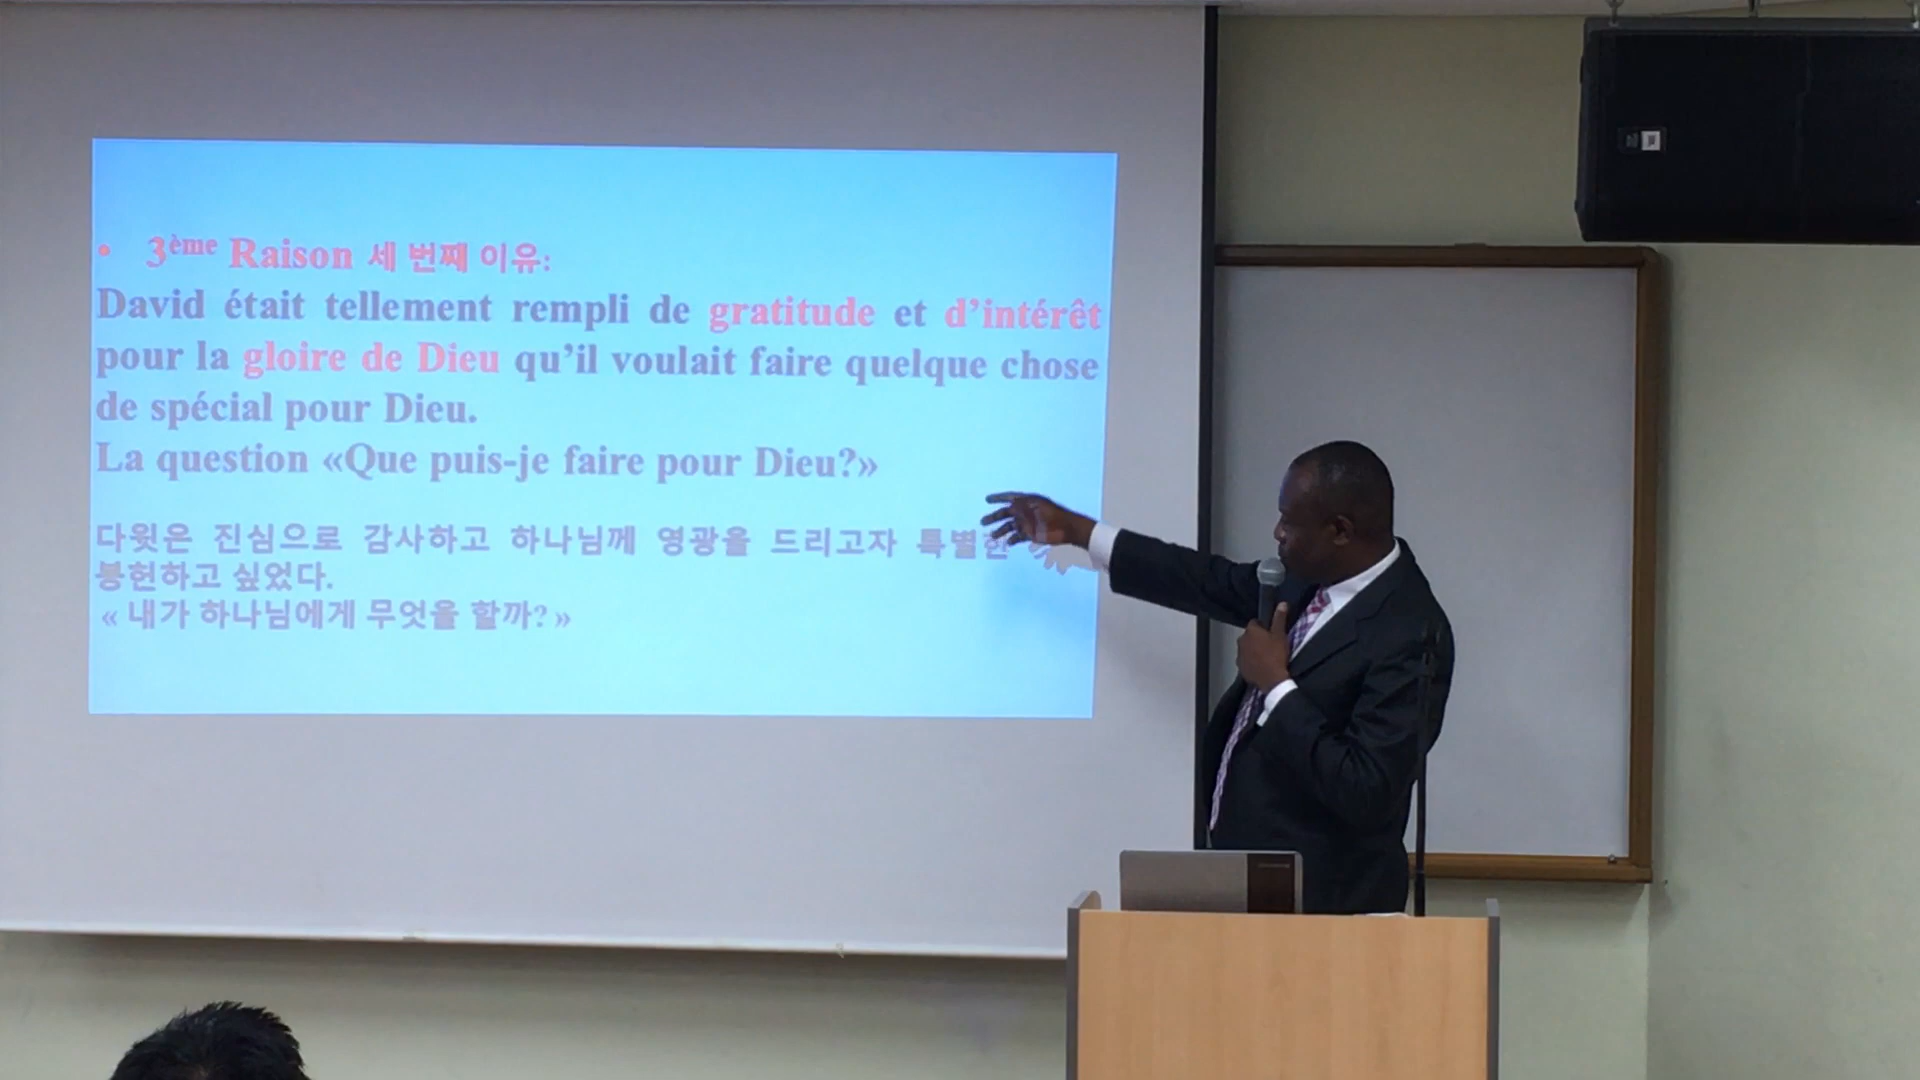 • 3ème Raison 세 번째 이유:
David était tellement rempli de gratitude et d’intérêt
pour la gloire de Dieu qu’il voulait faire quelque chose
de spécial pour Dieu.
La question «Que puis-je faire pour Dieu?»
다윗은 진심으로 감사하고 하나님께 영광을 드리고자 특별한
봉헌하고 싶었다.
« 내가 하나님에게 무엇을 할까? »